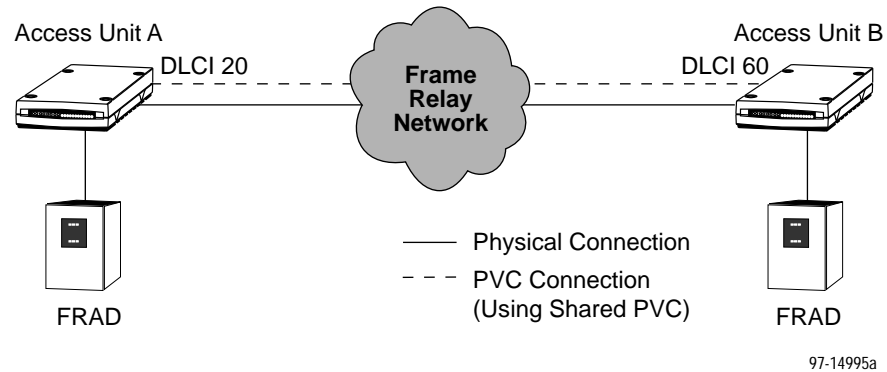 Access Unit A
Access Unit B
DLCI 20
DLCI 60
Frame
Relay
Network
Physical Connection
PVC Connection
(Using Shared PVC)
FRAD
FRAD
97-14995a